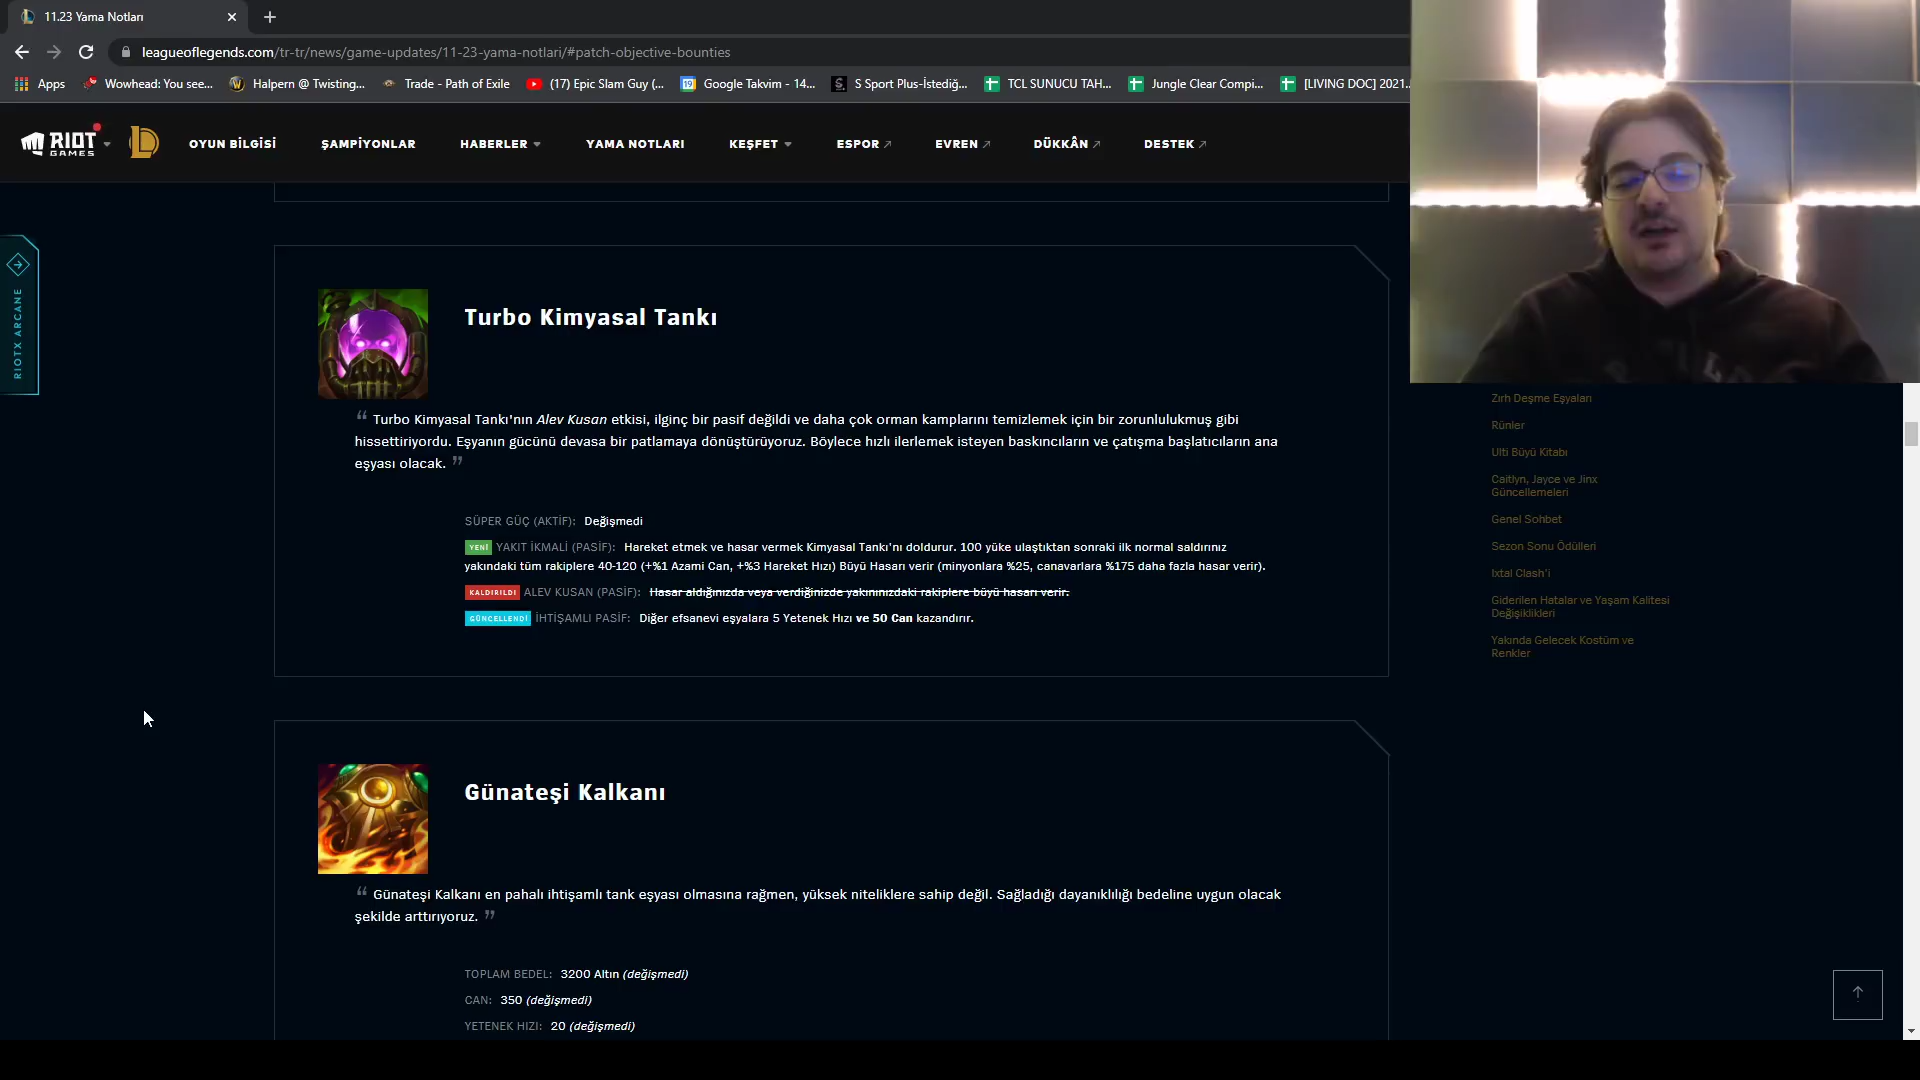 11.23 Yama Notları
leagueoflegends.com/tr-tr/news/game-updates/11-23-yama-notlari/#patch-objective-bounties
Apps
Wowhead: You see...
Halpern @ Twisting...
Trade - Path of Exile
(17) Epic Slam Guy (...
Google Takvim - 14...
S Sport Plus-İstediğ...
TCL SUNUCU TAH...
Jungle Clear Compi...
[LIVING DOC] 2021...
RIOT GAMES
OYUN BİLGİSİ
ŞAMPİYONLAR
HABERLER
YAMA NOTLARI
KEŞFET
ESPOR
EVREN
DÜKKÂN
DESTEK
RIOTX ARCANE
Turbo Kimyasal Tankı
“ Turbo Kimyasal Tankı'nın Alev Kusan etkisi, ilginç bir pasif değildi ve daha çok orman kamplarını temizlemek için bir zorunlulukmuş gibi
hissettiriyordu. Eşyanın gücünü devasa bir patlamaya dönüştürüyoruz. Böylece hızlı ilerlemek isteyen baskıncıların ve çatışma başlatıcıların ana
eşyası olacak. ”
SÜPER GÜÇ (AKTİF): Değişmedi
YENİ YAKIT İKMALİ (PASİF): Hareket etmek ve hasar vermek Kimyasal Tankı'nı doldurur. 100 yüke ulaştıktan sonraki ilk normal saldırınız
yakındaki tüm rakiplere 40-120 (+%1 Azami Can, +%3 Hareket Hızı) Büyü Hasarı verir (minyonlara %25, canavarlara %175 daha fazla hasar verir).
KALDIRILDI ALEV KUSAN (PASİF): Hasar aldığınızda veya verdiğinizde yakınınızdaki rakiplere büyü hasarı verir.
GÜNCELLENDİ İHTİŞAMLI PASİF: Diğer efsanevi eşyalara 5 Yetenek Hızı ve 50 Can kazandırır.
Günateşi Kalkanı
“ Günateşi Kalkanı en pahalı ihtişamlı tank eşyası olmasına rağmen, yüksek niteliklere sahip değil. Sağladığı dayanıklılığı bedeline uygun olacak
şekilde arttırıyoruz. ”
TOPLAM BEDEL: 3200 Altın (değişmedi)
CAN: 350 (değişmedi)
YETENEK HIZI: 20 (değişmedi)
Zırh Deşme Eşyaları
Rünler
Ulti Büyü Kitabı
Caitlyn, Jayce ve Jinx
Güncellemeleri
Genel Sohbet
Sezon Sonu Ödülleri
Ixtal Clash'i
Giderilen Hatalar ve Yaşam Kalitesi
Değişiklikleri
Yakında Gelecek Kostüm ve
Renkler